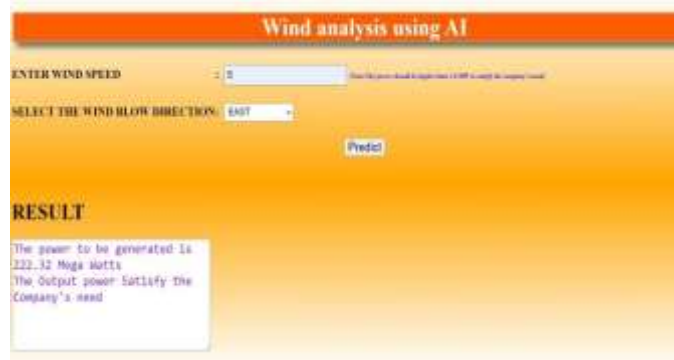 Wind analysis using AI
ENTER WIND SPEED :
SELECT THE WIND BLOW DIRECTION: EAST
Predict
RESULT
The power to be generated is
222.32 Mega Watts
The Output power Satisfy the
Company's need